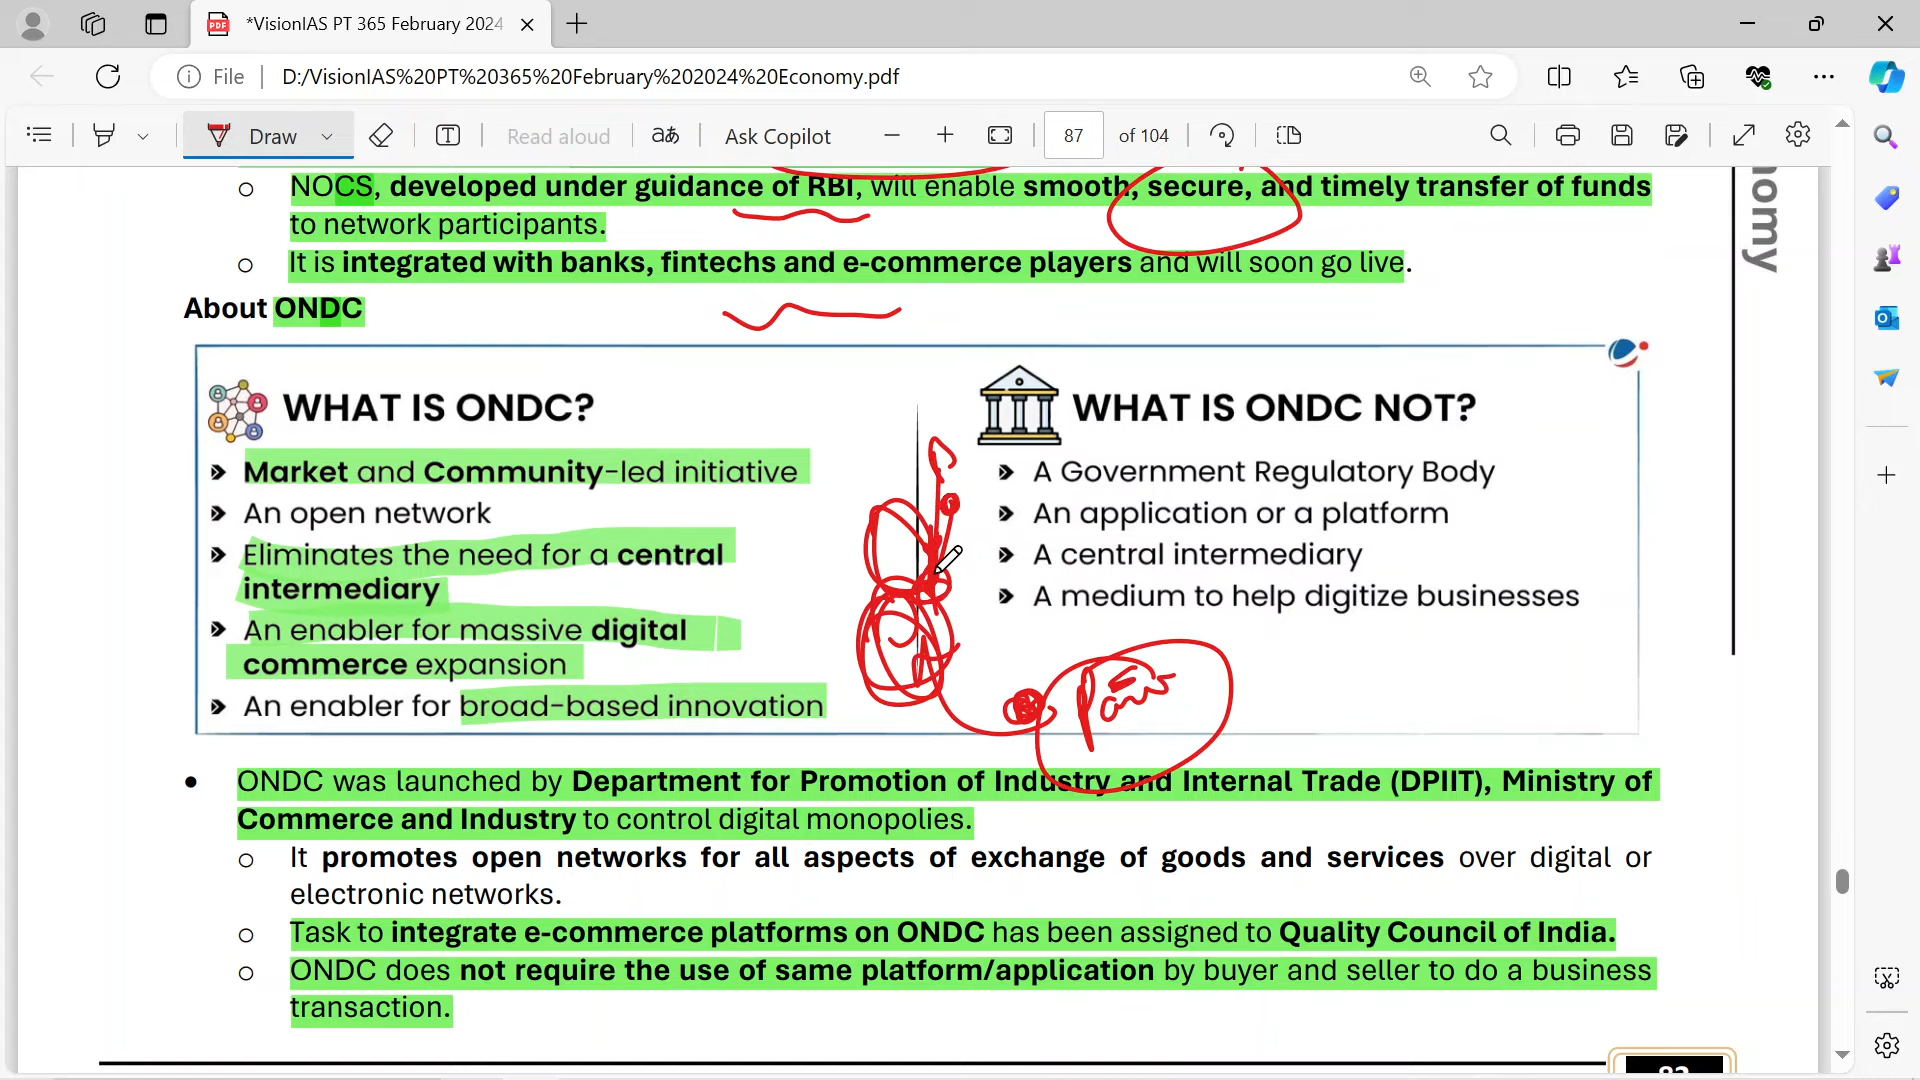 *VisionIAS PT 365 February 2024
File
D:/VisionIAS%20PT%20365%20February%202024%20Economy.pdf
Draw
Read aloud
aあ
Ask Copilot
87
of 104
NOCS, developed under guidance of RBI, will enable smooth, secure, and timely transfer of funds
to network participants.
It is integrated with banks, fintechs and e-commerce players and will soon go live.
About ONDC
WHAT IS ONDC?
Market and Community-led initiative
An open network
Eliminates the need for a central
intermediary
An enabler for massive digital
commerce expansion
An enabler for broad-based innovation
WHAT IS ONDC NOT?
A Government Regulatory Body
An application or a platform
A central intermediary
A medium to help digitize businesses
ONDC was launched by Department for Promotion of Industry and Internal Trade (DPIIT), Ministry of
Commerce and Industry to control digital monopolies.
It promotes open networks for all aspects of exchange of goods and services over digital or
electronic networks.
Task to integrate e-commerce platforms on ONDC has been assigned to Quality Council of India.
ONDC does not require the use of same platform/application by buyer and seller to do a business
transaction.